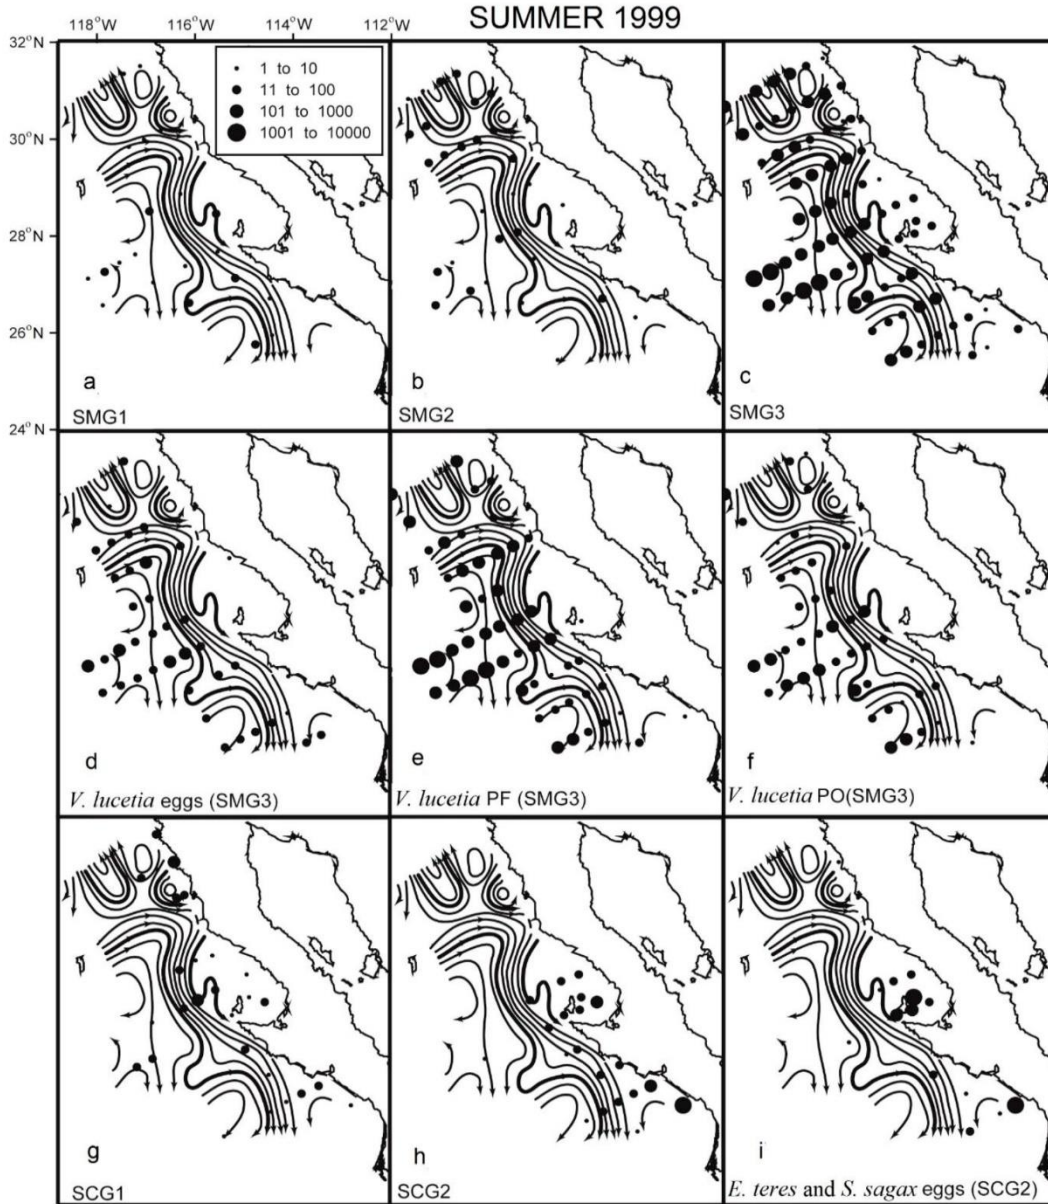 SUMMER 1999
118°W 116°W 114°W 112°W
32°N
30°N
28°N
26°N
24°N
1 to 10
11 to 100
101 to 1000
1001 to 10000
a
SMG1
b
SMG2
c
SMG3
d
V. lucetia eggs (SMG3)
e
V. lucetia PF (SMG3)
f
V. lucetia PO(SMG3)
g
SCG1
h
SCG2
i
E. teres and S. sagax eggs (SCG2)